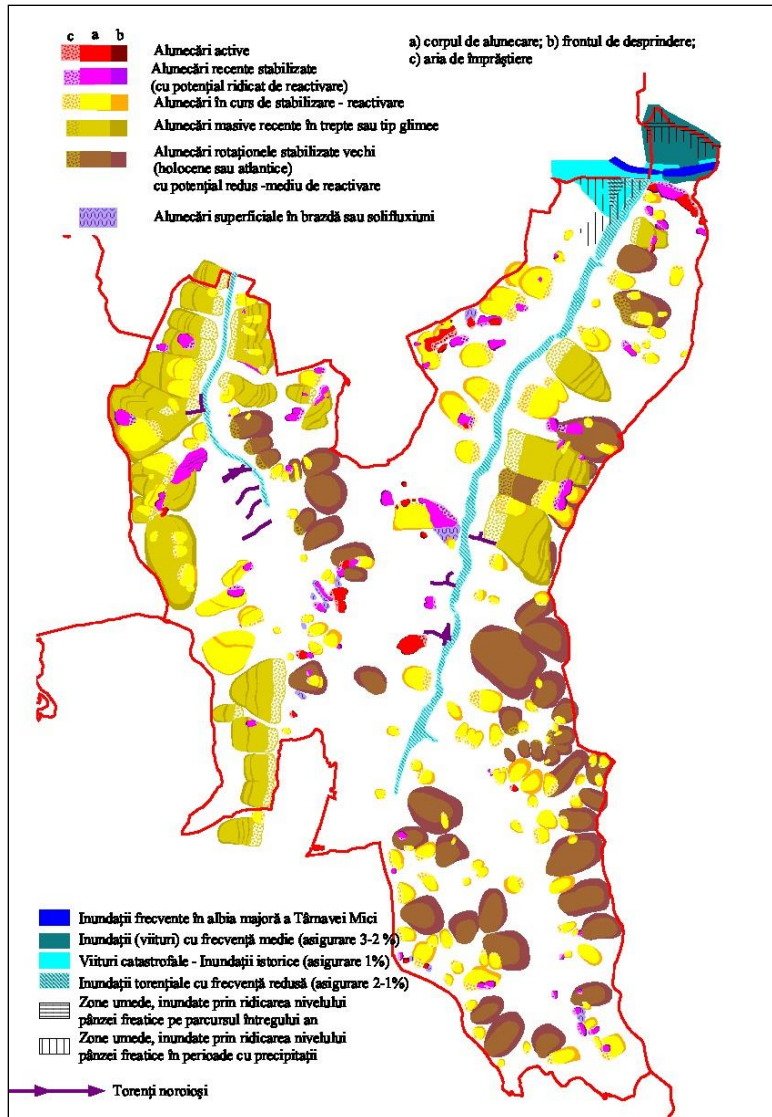 c a b
Alunecări active
Alunecări recente stabilizate
(cu potențial ridicat de reactivare)
Alunecări în curs de stabilizare - reactivare
Alunecări masive recente în trepte sau tip glimee
Alunecări rotaționele stabilizate vechi
(holocene sau atlantice)
cu potențial redus -mediu de reactivare
Alunecări superficiale în brazdă sau solifluxiuni
a) corpul de alunecare; b) frontul de desprindere;
c) aria de împrăștiere
Inundații frecvente în albia majoră a Târnavei Mici
Inundații (viituri) cu frecvență medie (asigurare 3-2 %)
Viituri catastrofale - Inundații istorice (asigurare 1%)
Inundații torențiale cu frecvență redusă (asigurare 2-1%)
Zone umede, inundate prin ridicarea nivelului
pânzei freatice pe parcursul întregului an
Zone umede, inundate prin ridicarea nivelului
pânzei freatice în perioade cu precipitații
Torenți noroioși